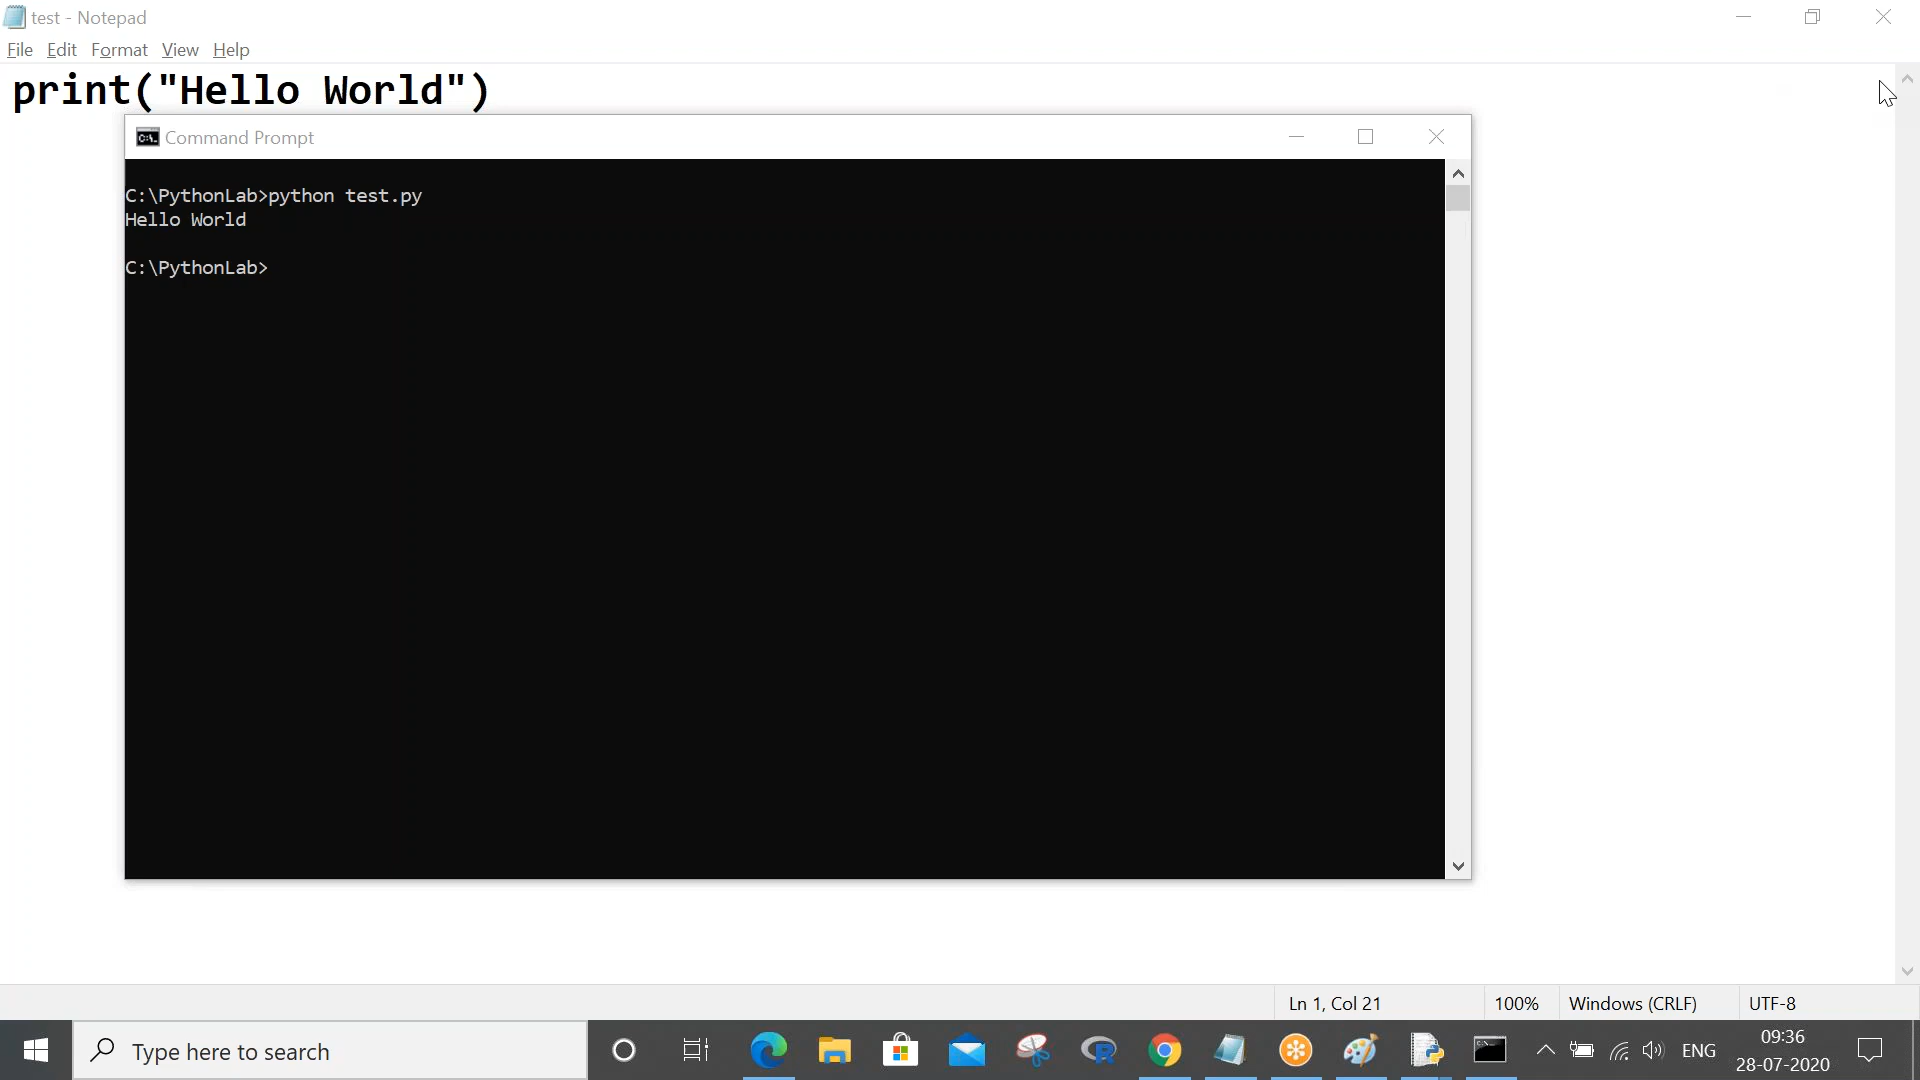 test - Notepad
File Edit Format View Help
print("Hello World")
Command Prompt
C:\PythonLab>python test.py
Hello World
C:\PythonLab>
Ln 1, Col 21 100% Windows (CRLF) UTF-8
Type here to search
ENG
09:36
28-07-2020